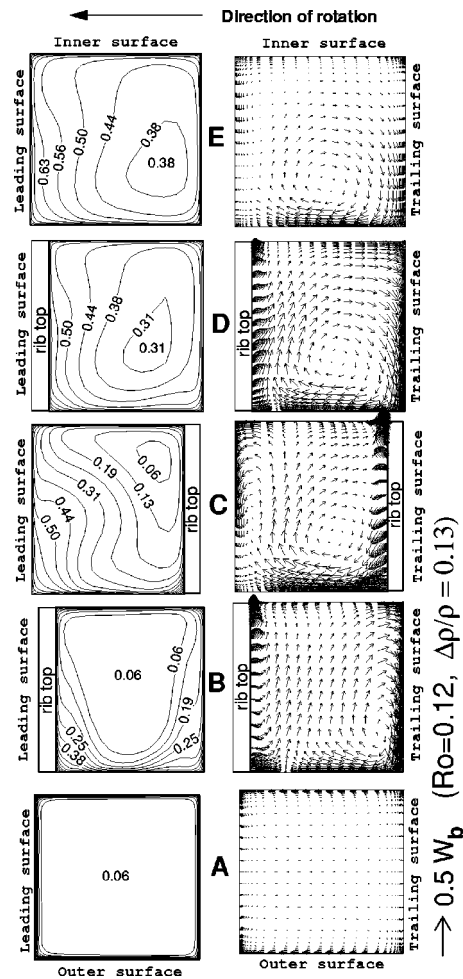 Direction of rotation
Inner surface
Inner surface
Leading surface
0.63
0.56
0.50
0.44
0.38
0.38
E
Trailing surface
Leading surface
rib top
0.50
0.44
0.38
0.31
0.31
D
rib top
Trailing surface
Leading surface
0.50
0.44
0.31
0.19
0.13
0.06
rib top
C
rib top
Trailing surface
Leading surface
rib top
0.06
0.06
0.19
0.25
0.38
0.25
B
rib top
Trailing surface
Leading surface
0.06
A
Trailing surface
Outer surface
Outer surface
0.5 Wb (Ro=0.12, Δρ/ρ = 0.13)